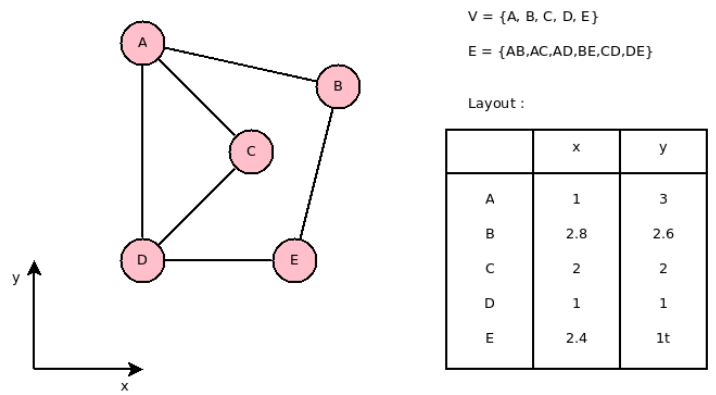 A
B
C
D
E
y
x
V = {A, B, C, D, E}
E = {AB,AC,AD,BE,CD,DE}
Layout :
x y
A 1 3
B 2.8 2.6
C 2 2
D 1 1
E 2.4 1t